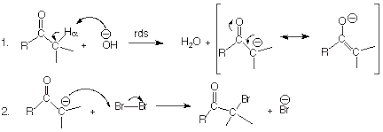 O O O⊖
Hα
1. R C + ⊖OH rds H₂O + R C⊖ R C
O O Br
2. R C⊖ + Br—Br R C + Br⊖